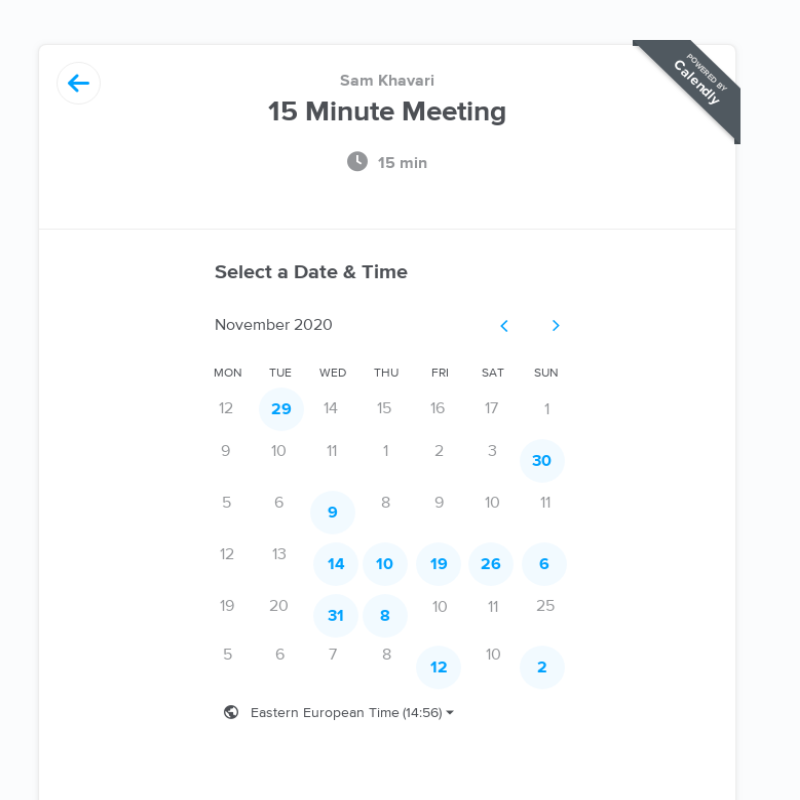 POWERED BY
Calendly
Sam Khavari
15 Minute Meeting
15 min
Select a Date & Time
November 2020
MON TUE WED THU FRI SAT SUN
12 29 14 15 16 17 1
9 10 11 1 2 3 30
5 6 9 8 9 10 11
12 13 14 10 19 26 6
19 20 31 8 10 11 25
5 6 7 8 12 10 2
Eastern European Time (14:56)